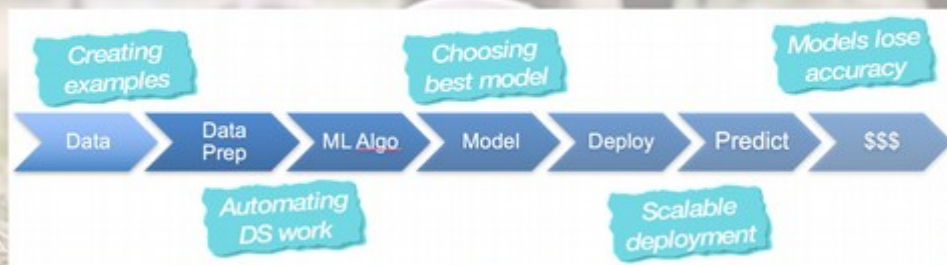 Creating
examples
Choosing
best model
Models lose
accuracy
Data
Data
Prep
ML Algo
Model
Deploy
Predict
$$$
Automating
DS work
Scalable
deployment